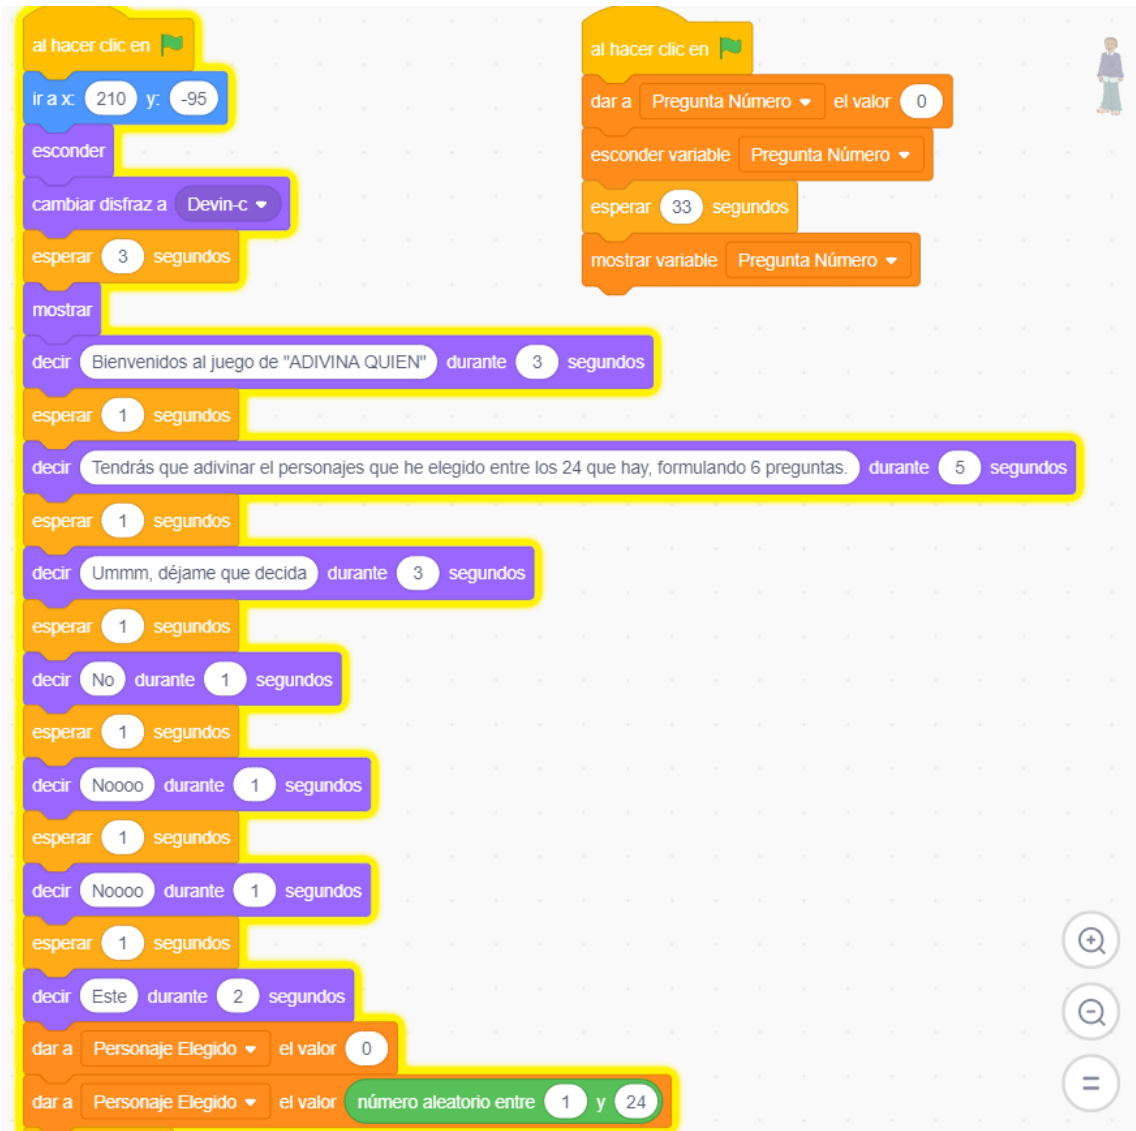 al hacer clic en
ir a x: 210 y: -95
esconder
cambiar disfraz a Devin-c
esperar 3 segundos
mostrar
decir Bienvenidos al juego de "ADIVINA QUIEN" durante 3 segundos
esperar 1 segundos
decir Tendrás que adivinar el personajes que he elegido entre los 24 que hay, formulando 6 preguntas. durante 5 segundos
esperar 1 segundos
decir Ummm, déjame que decida durante 3 segundos
esperar 1 segundos
decir No durante 1 segundos
esperar 1 segundos
decir Noooo durante 1 segundos
esperar 1 segundos
decir Noooo durante 1 segundos
esperar 1 segundos
decir Este durante 2 segundos
dar a Personaje Elegido el valor 0
dar a Personaje Elegido el valor número aleatorio entre 1 y 24
al hacer clic en
dar a Pregunta Número el valor 0
esconder variable Pregunta Número
esperar 33 segundos
mostrar variable Pregunta Número